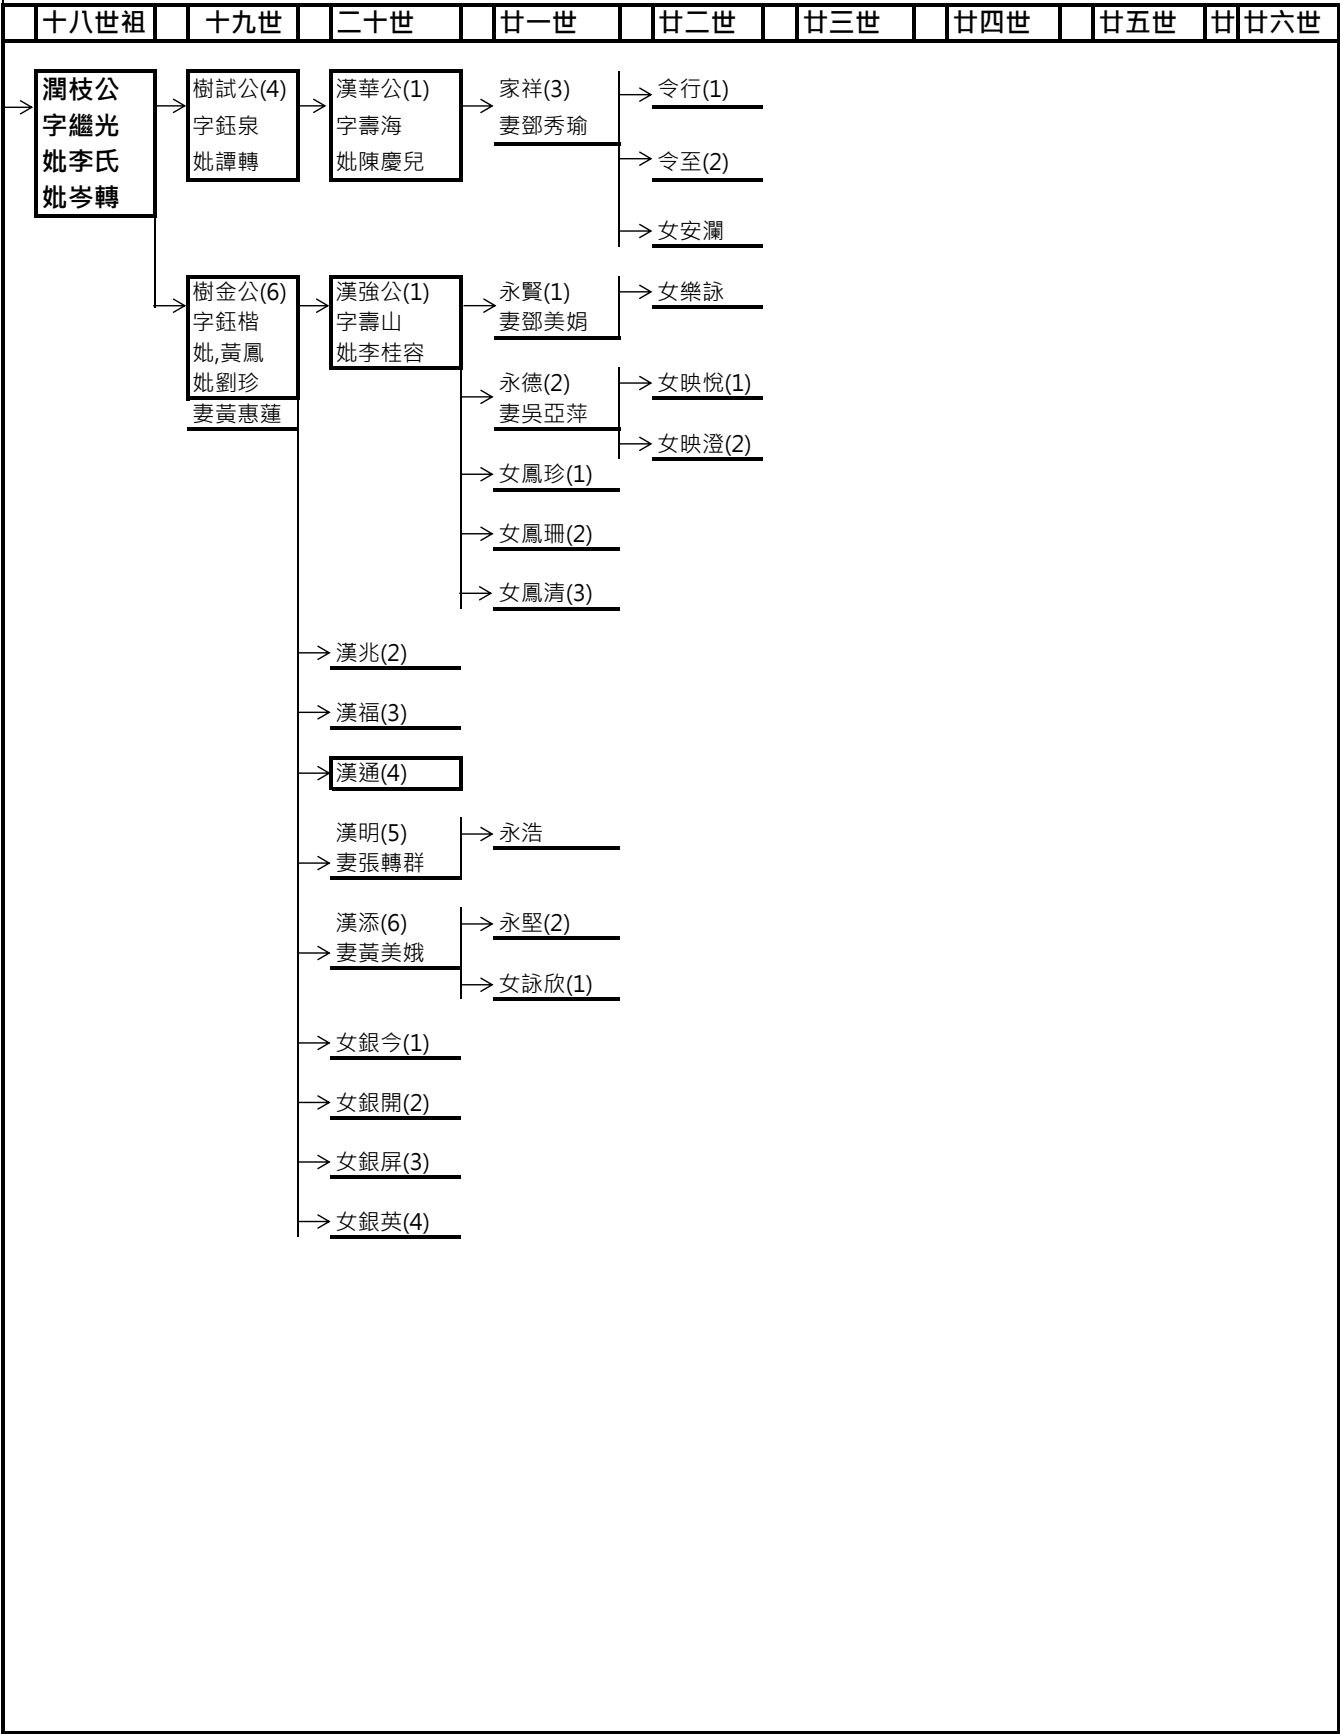 十八世祖 十九世 二十世 廿一世 廿二世 廿三世 廿四世 廿五世 廿 廿六世
潤枝公
字繼光
妣李氏
妣岑轉
樹試公(4)
字鈺泉
妣譚轉
漢華公(1)
字壽海
妣陳慶兒
家祥(3)
妻鄧秀瑜
令行(1)
令至(2)
女安瀾
樹金公(6)
字鈺楷
妣,黃鳳
妣劉珍
妻黃惠蓮
漢強公(1)
字壽山
妣李桂容
永賢(1)
妻鄧美娟
女樂詠
永德(2)
妻吳亞萍
女映悅(1)
女映澄(2)
女鳳珍(1)
女鳳珊(2)
女鳳清(3)
漢兆(2)
漢福(3)
漢通(4)
漢明(5)
妻張轉群
永浩
漢添(6)
妻黃美娥
永堅(2)
女詠欣(1)
女銀今(1)
女銀開(2)
女銀屏(3)
女銀英(4)